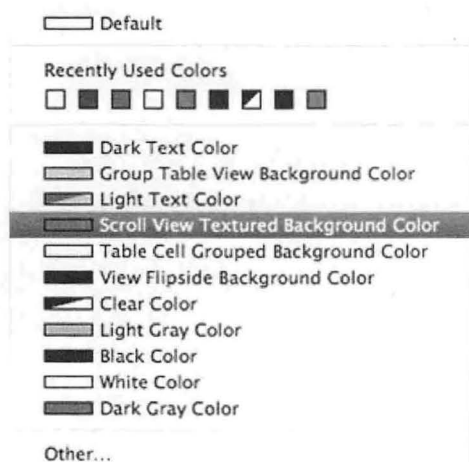 Default
Recently Used Colors
Dark Text Color
Group Table View Background Color
Light Text Color
Scroll View Textured Background Color
Table Cell Grouped Background Color
View Flipside Background Color
Clear Color
Light Gray Color
Black Color
White Color
Dark Gray Color
Other...